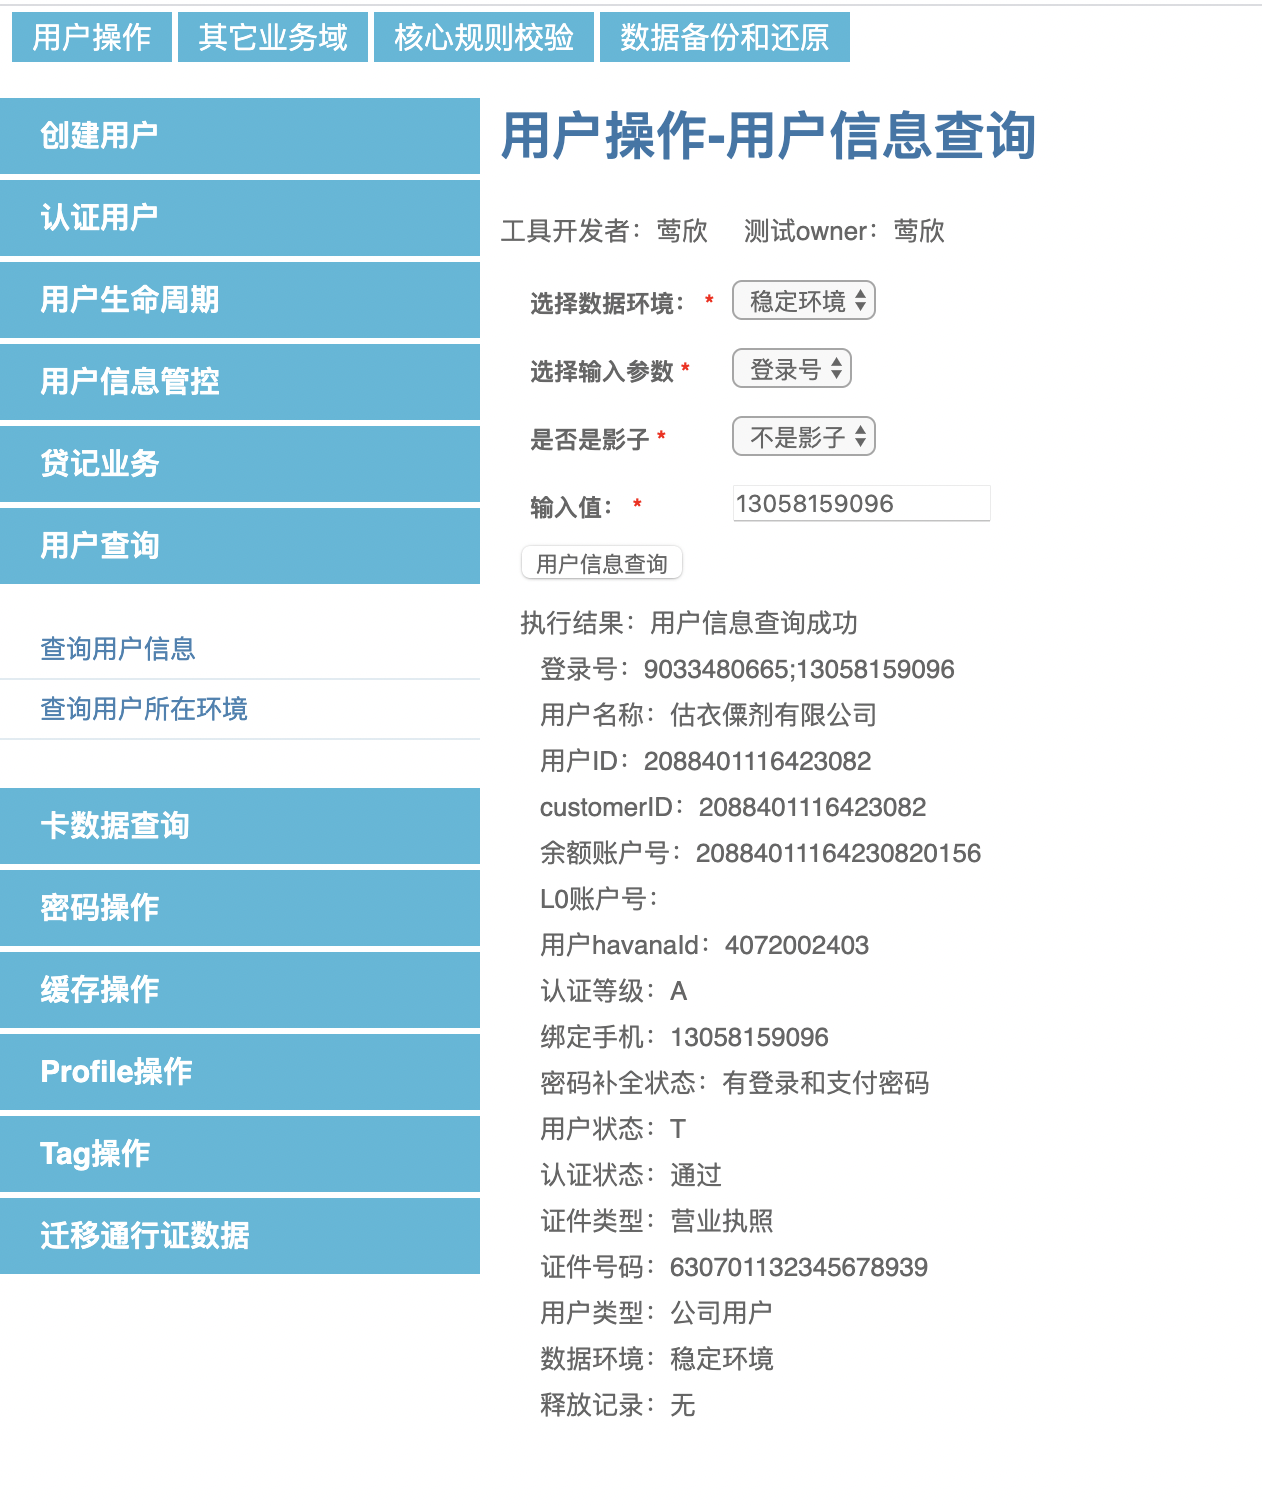 用户操作 其它业务域 核心规则校验 数据备份和还原
创建用户
认证用户
用户生命周期
用户信息管控
贷记业务
用户查询
查询用户信息
查询用户所在环境
卡数据查询
密码操作
缓存操作
Profile操作
Tag操作
迁移通行证数据
用户操作-用户信息查询
工具开发者：莺欣 测试owner：莺欣
选择数据环境： * 稳定环境
选择输入参数 * 登录号
是否是影子 * 不是影子
输入值： * 13058159096
用户信息查询
执行结果：用户信息查询成功
登录号：9033480665;13058159096
用户名称：估衣傈剂有限公司
用户ID：2088401116423082
customerID：2088401116423082
余额账户号：20884011164230820156
L0账户号：
用户havanaId：4072002403
认证等级：A
绑定手机：13058159096
密码补全状态：有登录和支付密码
用户状态：T
认证状态：通过
证件类型：营业执照
证件号码：630701132345678939
用户类型：公司用户
数据环境：稳定环境
释放记录：无